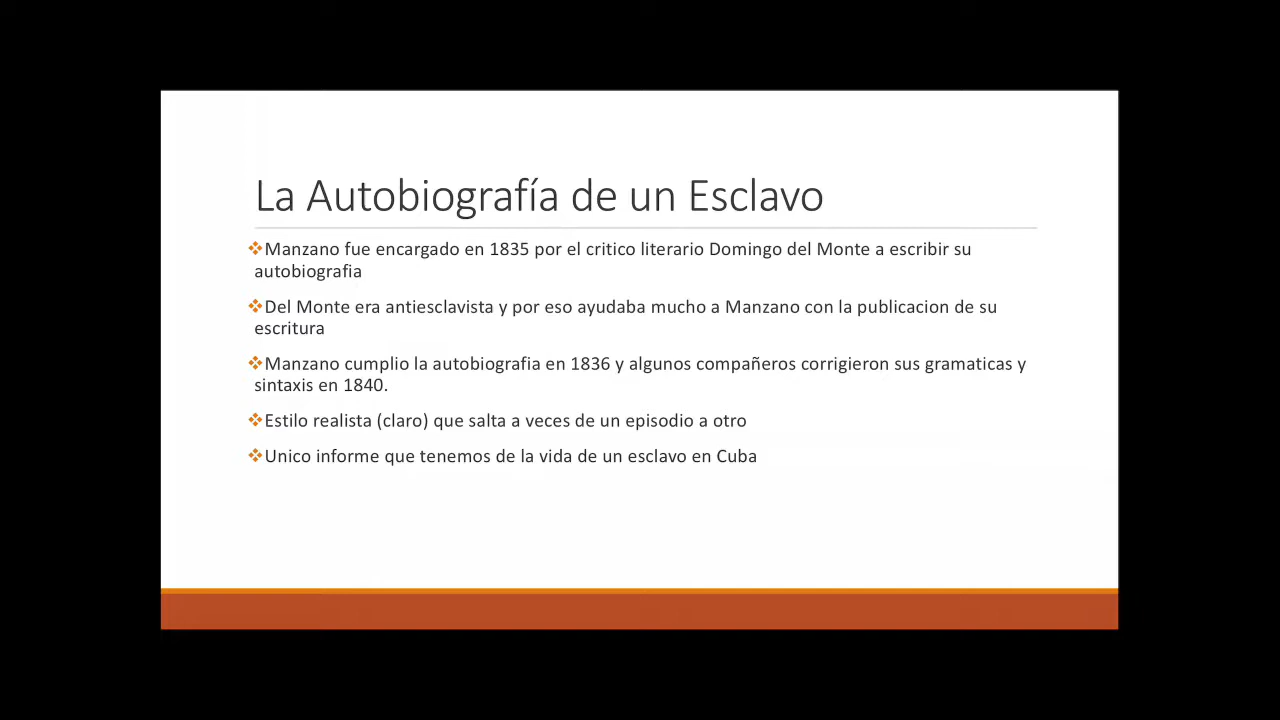 La Autobiografía de un Esclavo
❖Manzano fue encargado en 1835 por el critico literario Domingo del Monte a escribir su
autobiografia
❖Del Monte era antiesclavista y por eso ayudaba mucho a Manzano con la publicacion de su
escritura
❖Manzano cumplio la autobiografia en 1836 y algunos compañeros corrigieron sus gramaticas y
sintaxis en 1840.
❖Estilo realista (claro) que salta a veces de un episodio a otro
❖Unico informe que tenemos de la vida de un esclavo en Cuba